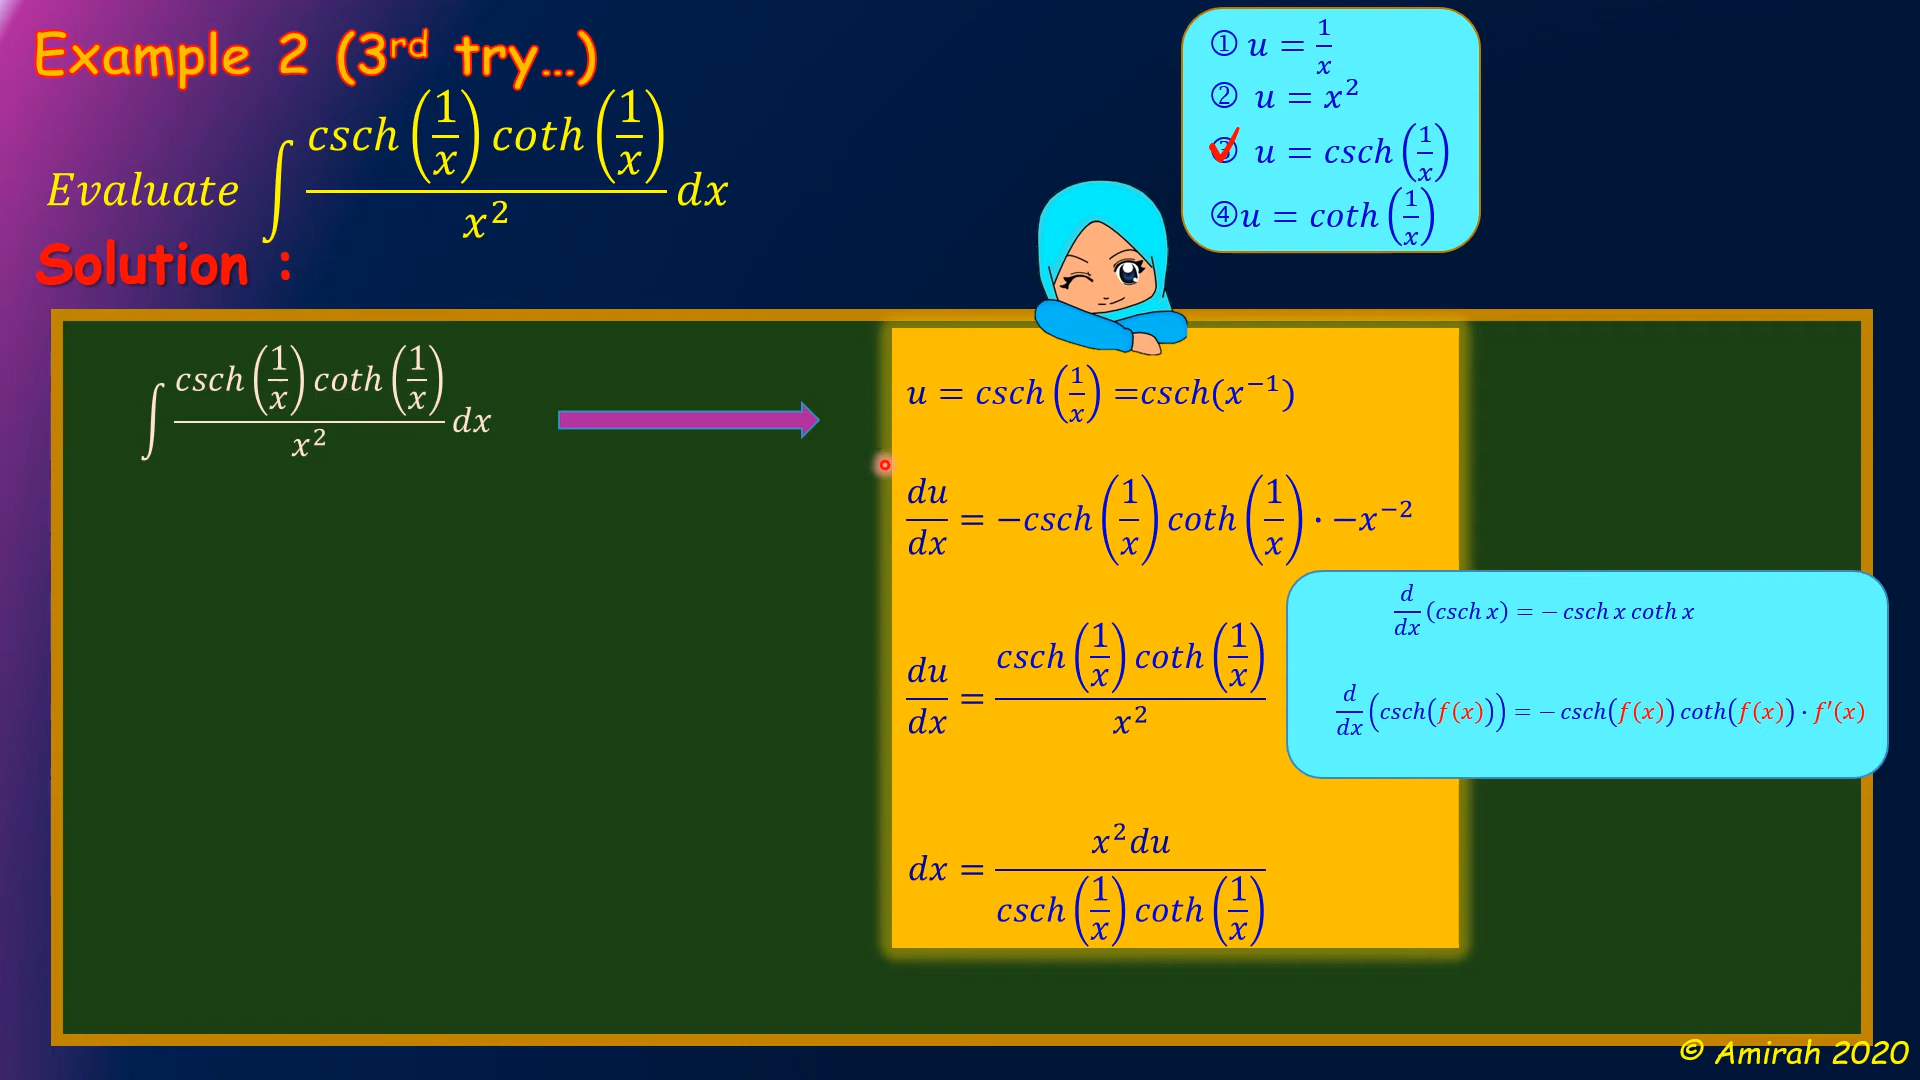 Example 2 (3rd try...)
Evaluate ∫ csch(1/x) coth(1/x) / x² dx
Solution :
① u = 1/x
② u = x²
③ u = csch(1/x)
④ u = coth(1/x)
∫ csch(1/x) coth(1/x) / x² dx
u = csch(1/x) =csch(x⁻¹)
du/dx = −csch(1/x) coth(1/x) · −x⁻²
du/dx = csch(1/x) coth(1/x) / x²
dx = x² du / csch(1/x) coth(1/x)
d/dx (csch x) = − csch x coth x
d/dx (csch(f(x))) = − csch(f(x)) coth(f(x)) · f′(x)
© Amirah 2020